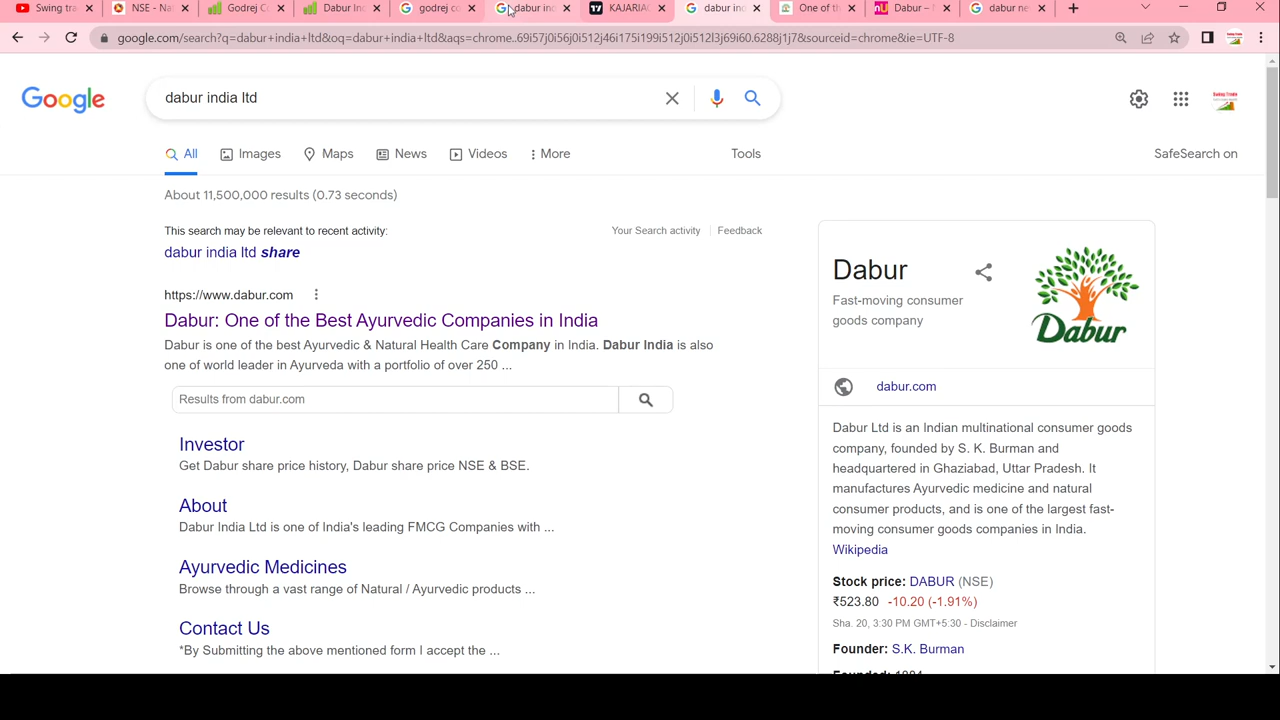 Swing tra
NSE - Na
Godrej Co
Dabur Ind
godrej co
dabur ind
KAJARIAC
dabur ind
One of th
Dabur –
dabur ne
google.com/search?q=dabur+india+ltd&oq=dabur+india+ltd&aqs=chrome..69i57j0i56j0i512j46i175i199i512j0i512l3j69i60.6288j1j7&sourceid=chrome&ie=UTF-8
Google
dabur india ltd
All
Images
Maps
News
Videos
More
Tools
SafeSearch on
About 11,500,000 results (0.73 seconds)
This search may be relevant to recent activity:
Your Search activity
Feedback
dabur india ltd share
https://www.dabur.com
Dabur: One of the Best Ayurvedic Companies in India
Dabur is one of the best Ayurvedic & Natural Health Care Company in India. Dabur India is also
one of world leader in Ayurveda with a portfolio of over 250 ...
Results from dabur.com
Investor
Get Dabur share price history, Dabur share price NSE & BSE.
About
Dabur India Ltd is one of India's leading FMCG Companies with ...
Ayurvedic Medicines
Browse through a vast range of Natural / Ayurvedic products ...
Contact Us
*By Submitting the above mentioned form I accept the ...
Dabur
Fast-moving consumer
goods company
Dabur
dabur.com
Dabur Ltd is an Indian multinational consumer goods
company, founded by S. K. Burman and
headquartered in Ghaziabad, Uttar Pradesh. It
manufactures Ayurvedic medicine and natural
consumer products, and is one of the largest fast-
moving consumer goods companies in India.
Wikipedia
Stock price: DABUR (NSE)
₹523.80 -10.20 (-1.91%)
Sha. 20, 3:30 PM GMT+5:30 - Disclaimer
Founder: S.K. Burman
Founded: 1884